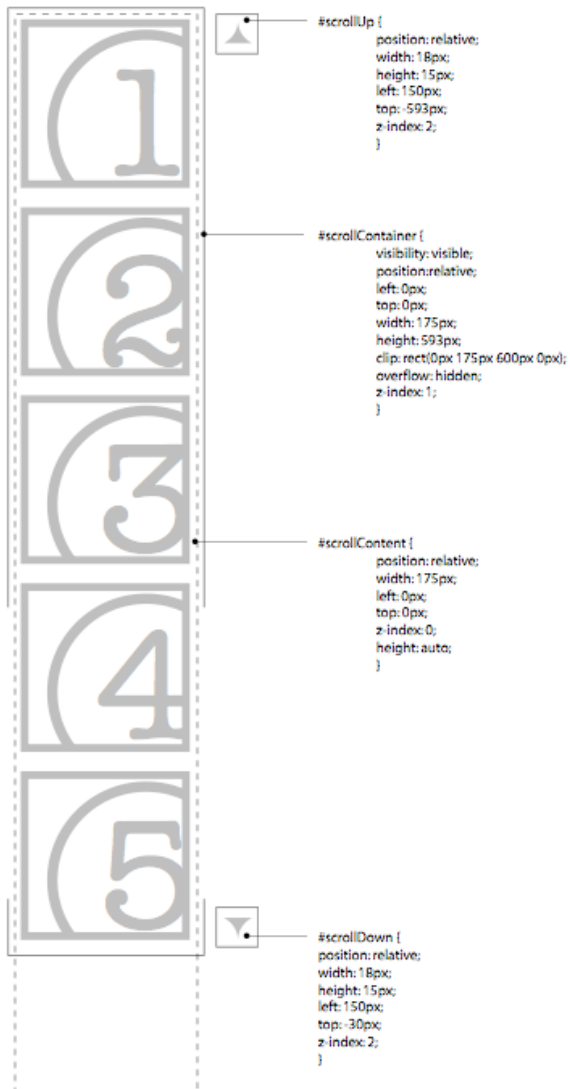 1
#scrollUp {
position: relative;
width: 18px;
height: 15px;
left: 150px;
top: -593px;
z-index: 2;
}
2
#scrollContainer {
visibility: visible;
position:relative;
left: 0px;
top: 0px;
width: 175px;
height: 593px;
clip: rect(0px 175px 600px 0px);
overflow: hidden;
z-index: 1;
}
3
#scrollContent {
position: relative;
width: 175px;
left: 0px;
top: 0px;
z-index: 0;
height: auto;
}
4
5
#scrollDown {
position: relative;
width: 18px;
height: 15px;
left: 150px;
top: -30px;
z-index: 2;
}